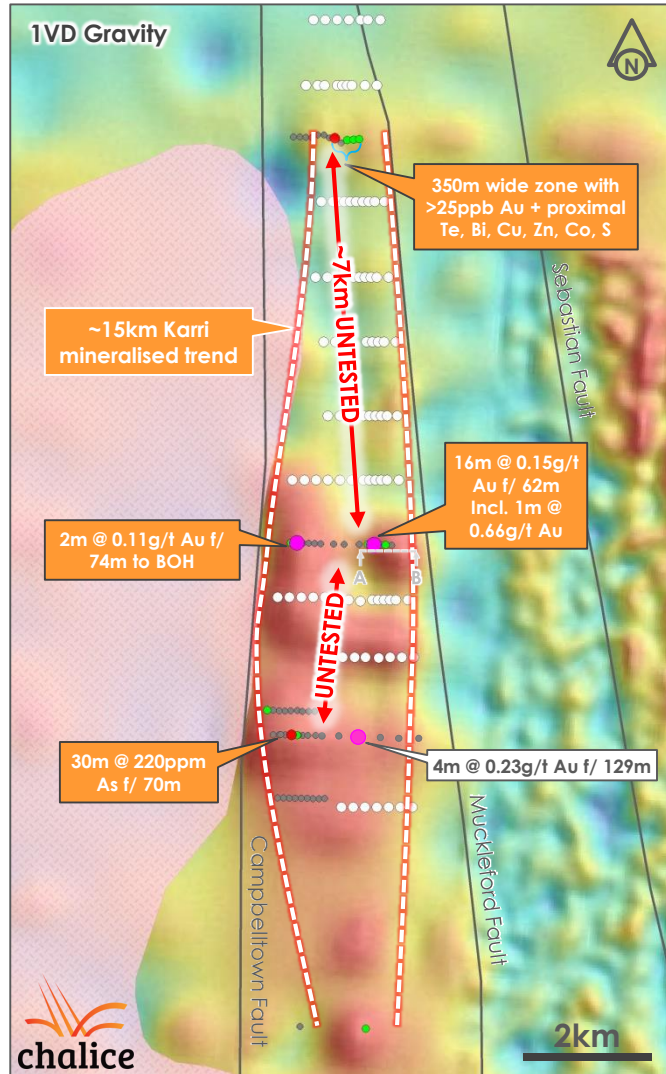 1VD Gravity
N
350m wide zone with
>25ppb Au + proximal
Te, Bi, Cu, Zn, Co, S
~7km UNTESTED
Sebastian Fault
~15km Karri
mineralised trend
16m @ 0.15g/t
Au f/ 62m
Incl. 1m @
0.66g/t Au
2m @ 0.11g/t Au f/
74m to BOH
A
B
UNTESTED
30m @ 220ppm
As f/ 70m
4m @ 0.23g/t Au f/ 129m
Campbelltown Fault
Muckleford Fault
chalice
2km